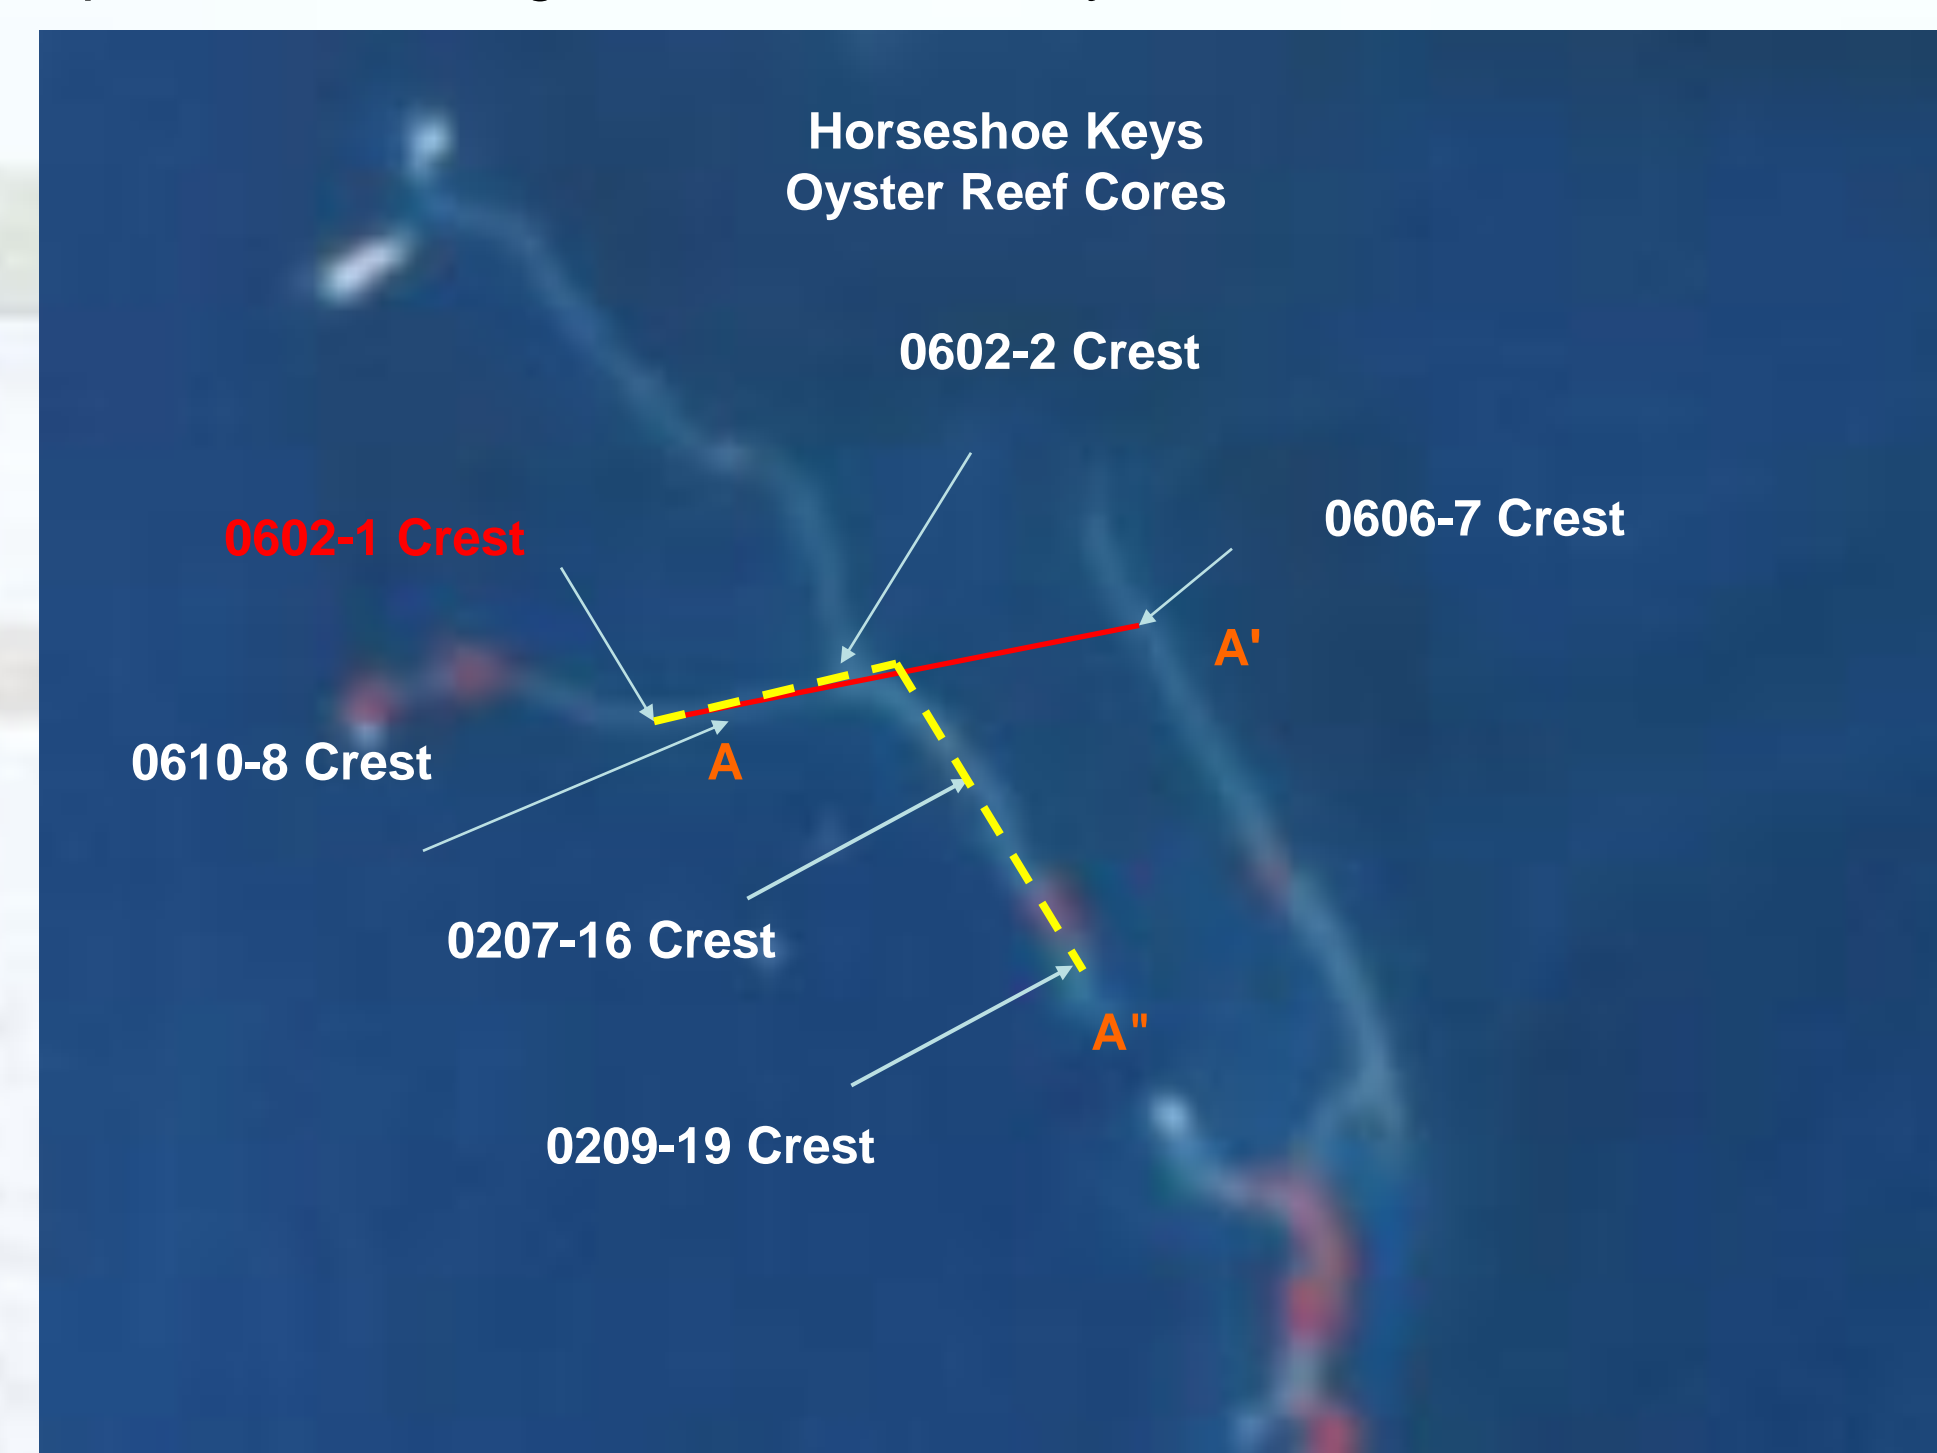 Horseshoe Keys
Oyster Reef Cores
0602-2 Crest
0606-7 Crest
0602-1 Crest
A'
0610-8 Crest
A
0207-16 Crest
A"
0209-19 Crest